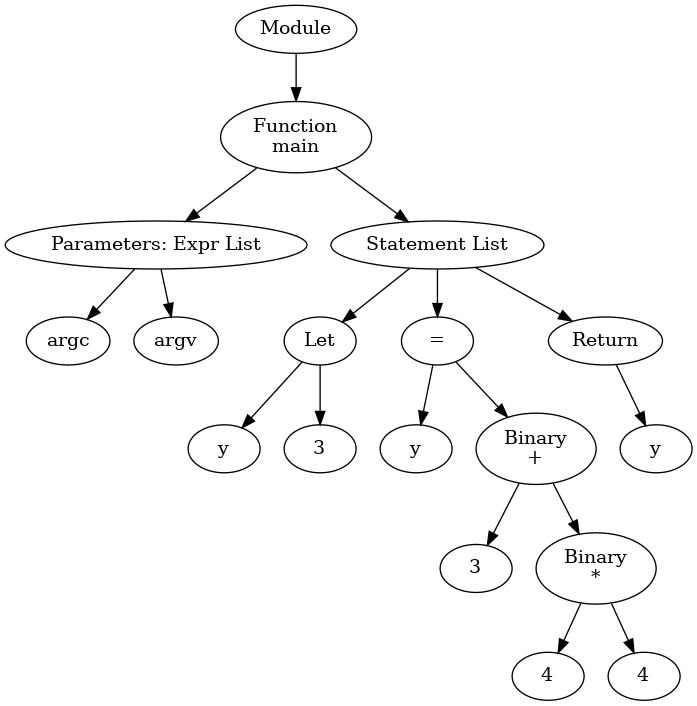 Module
Function
main
Parameters: Expr List
Statement List
argc
argv
Let
=
Return
y
3
y
Binary
+
y
3
Binary
*
4
4